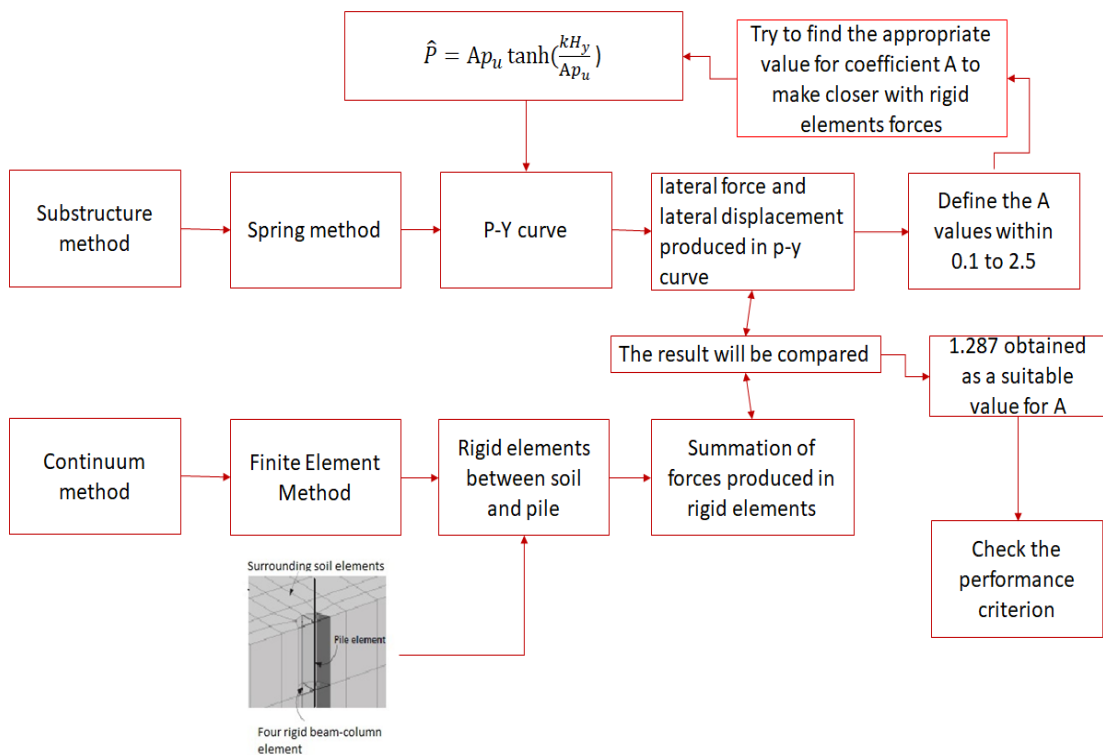 P̂ = Ap_u tanh(kH_y/Ap_u)
Try to find the appropriate
value for coefficient A to
make closer with rigid
elements forces
Substructure
method
Spring method
P-Y curve
lateral force and
lateral displacement
produced in p-y
curve
Define the A
values within
0.1 to 2.5
The result will be compared
1.287 obtained
as a suitable
value for A
Continuum
method
Finite Element
Method
Rigid elements
between soil
and pile
Summation of
forces produced in
rigid elements
Check the
performance
criterion
Surrounding soil elements
Pile element
Four rigid beam-column
element